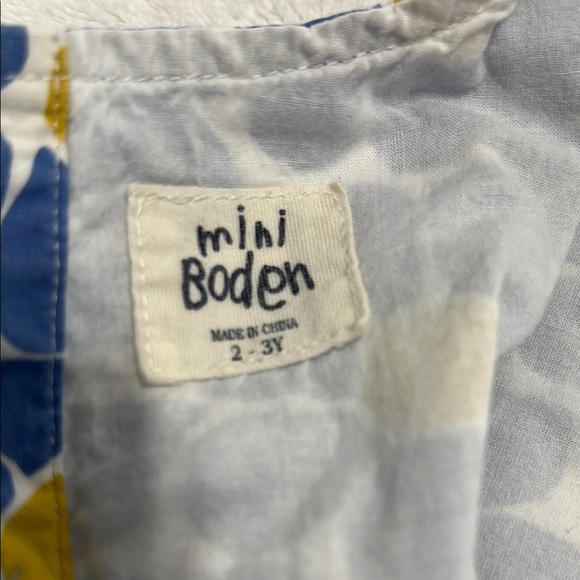 mini
Boden
MADE IN CHINA
2 - 3Y